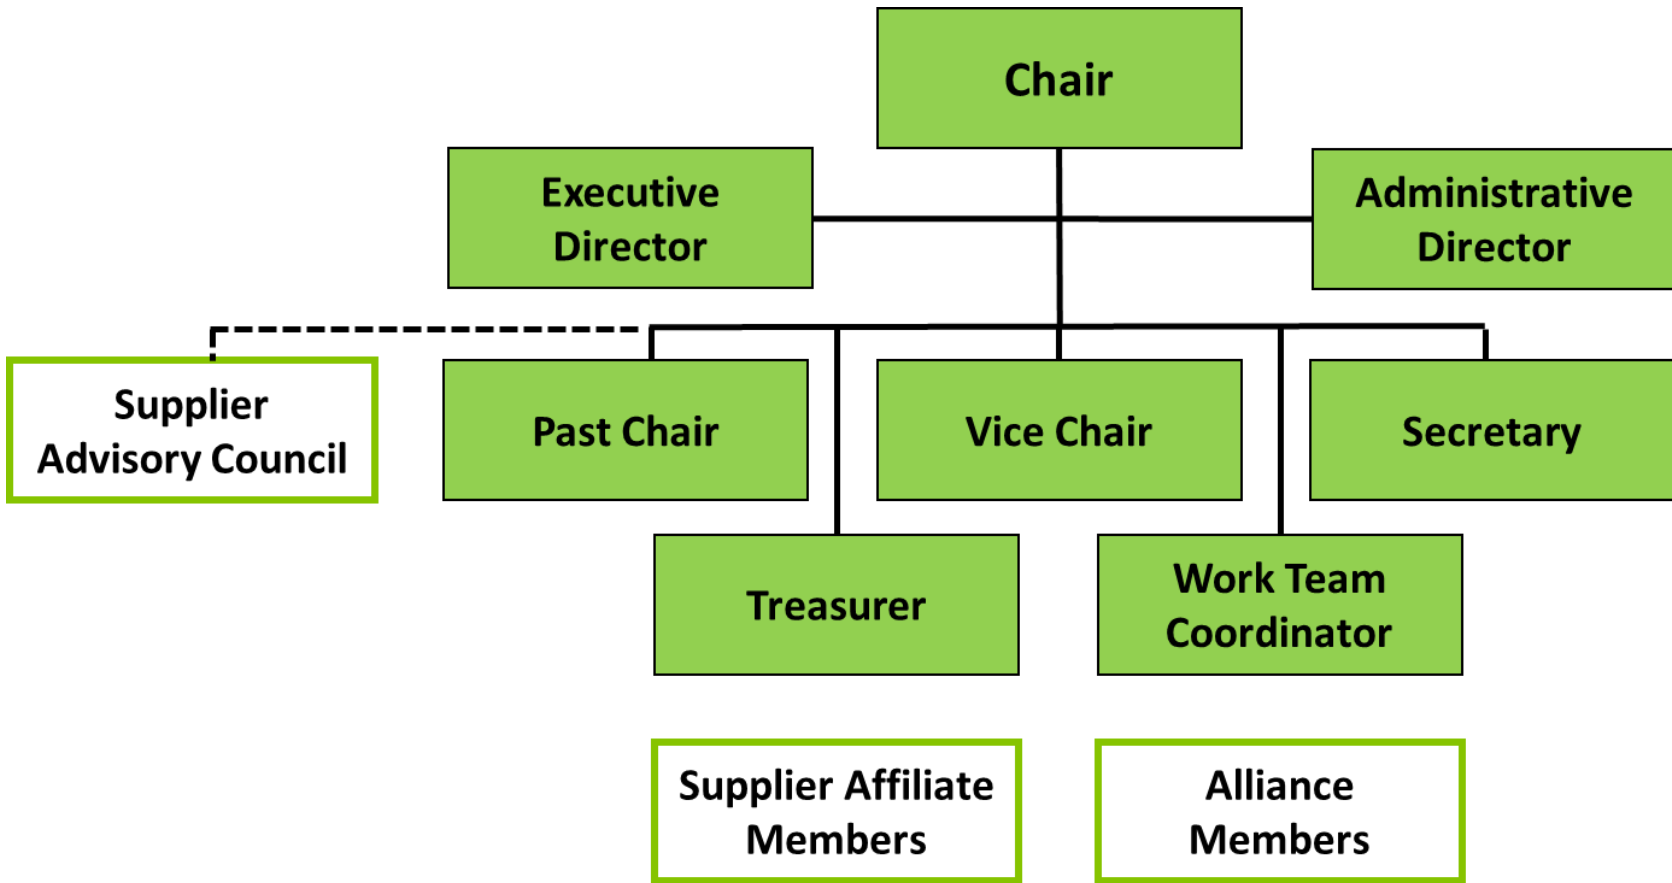 Chair
Executive
Director
Administrative
Director
Supplier
Advisory Council
Past Chair
Vice Chair
Secretary
Treasurer
Work Team
Coordinator
Supplier Affiliate
Members
Alliance
Members